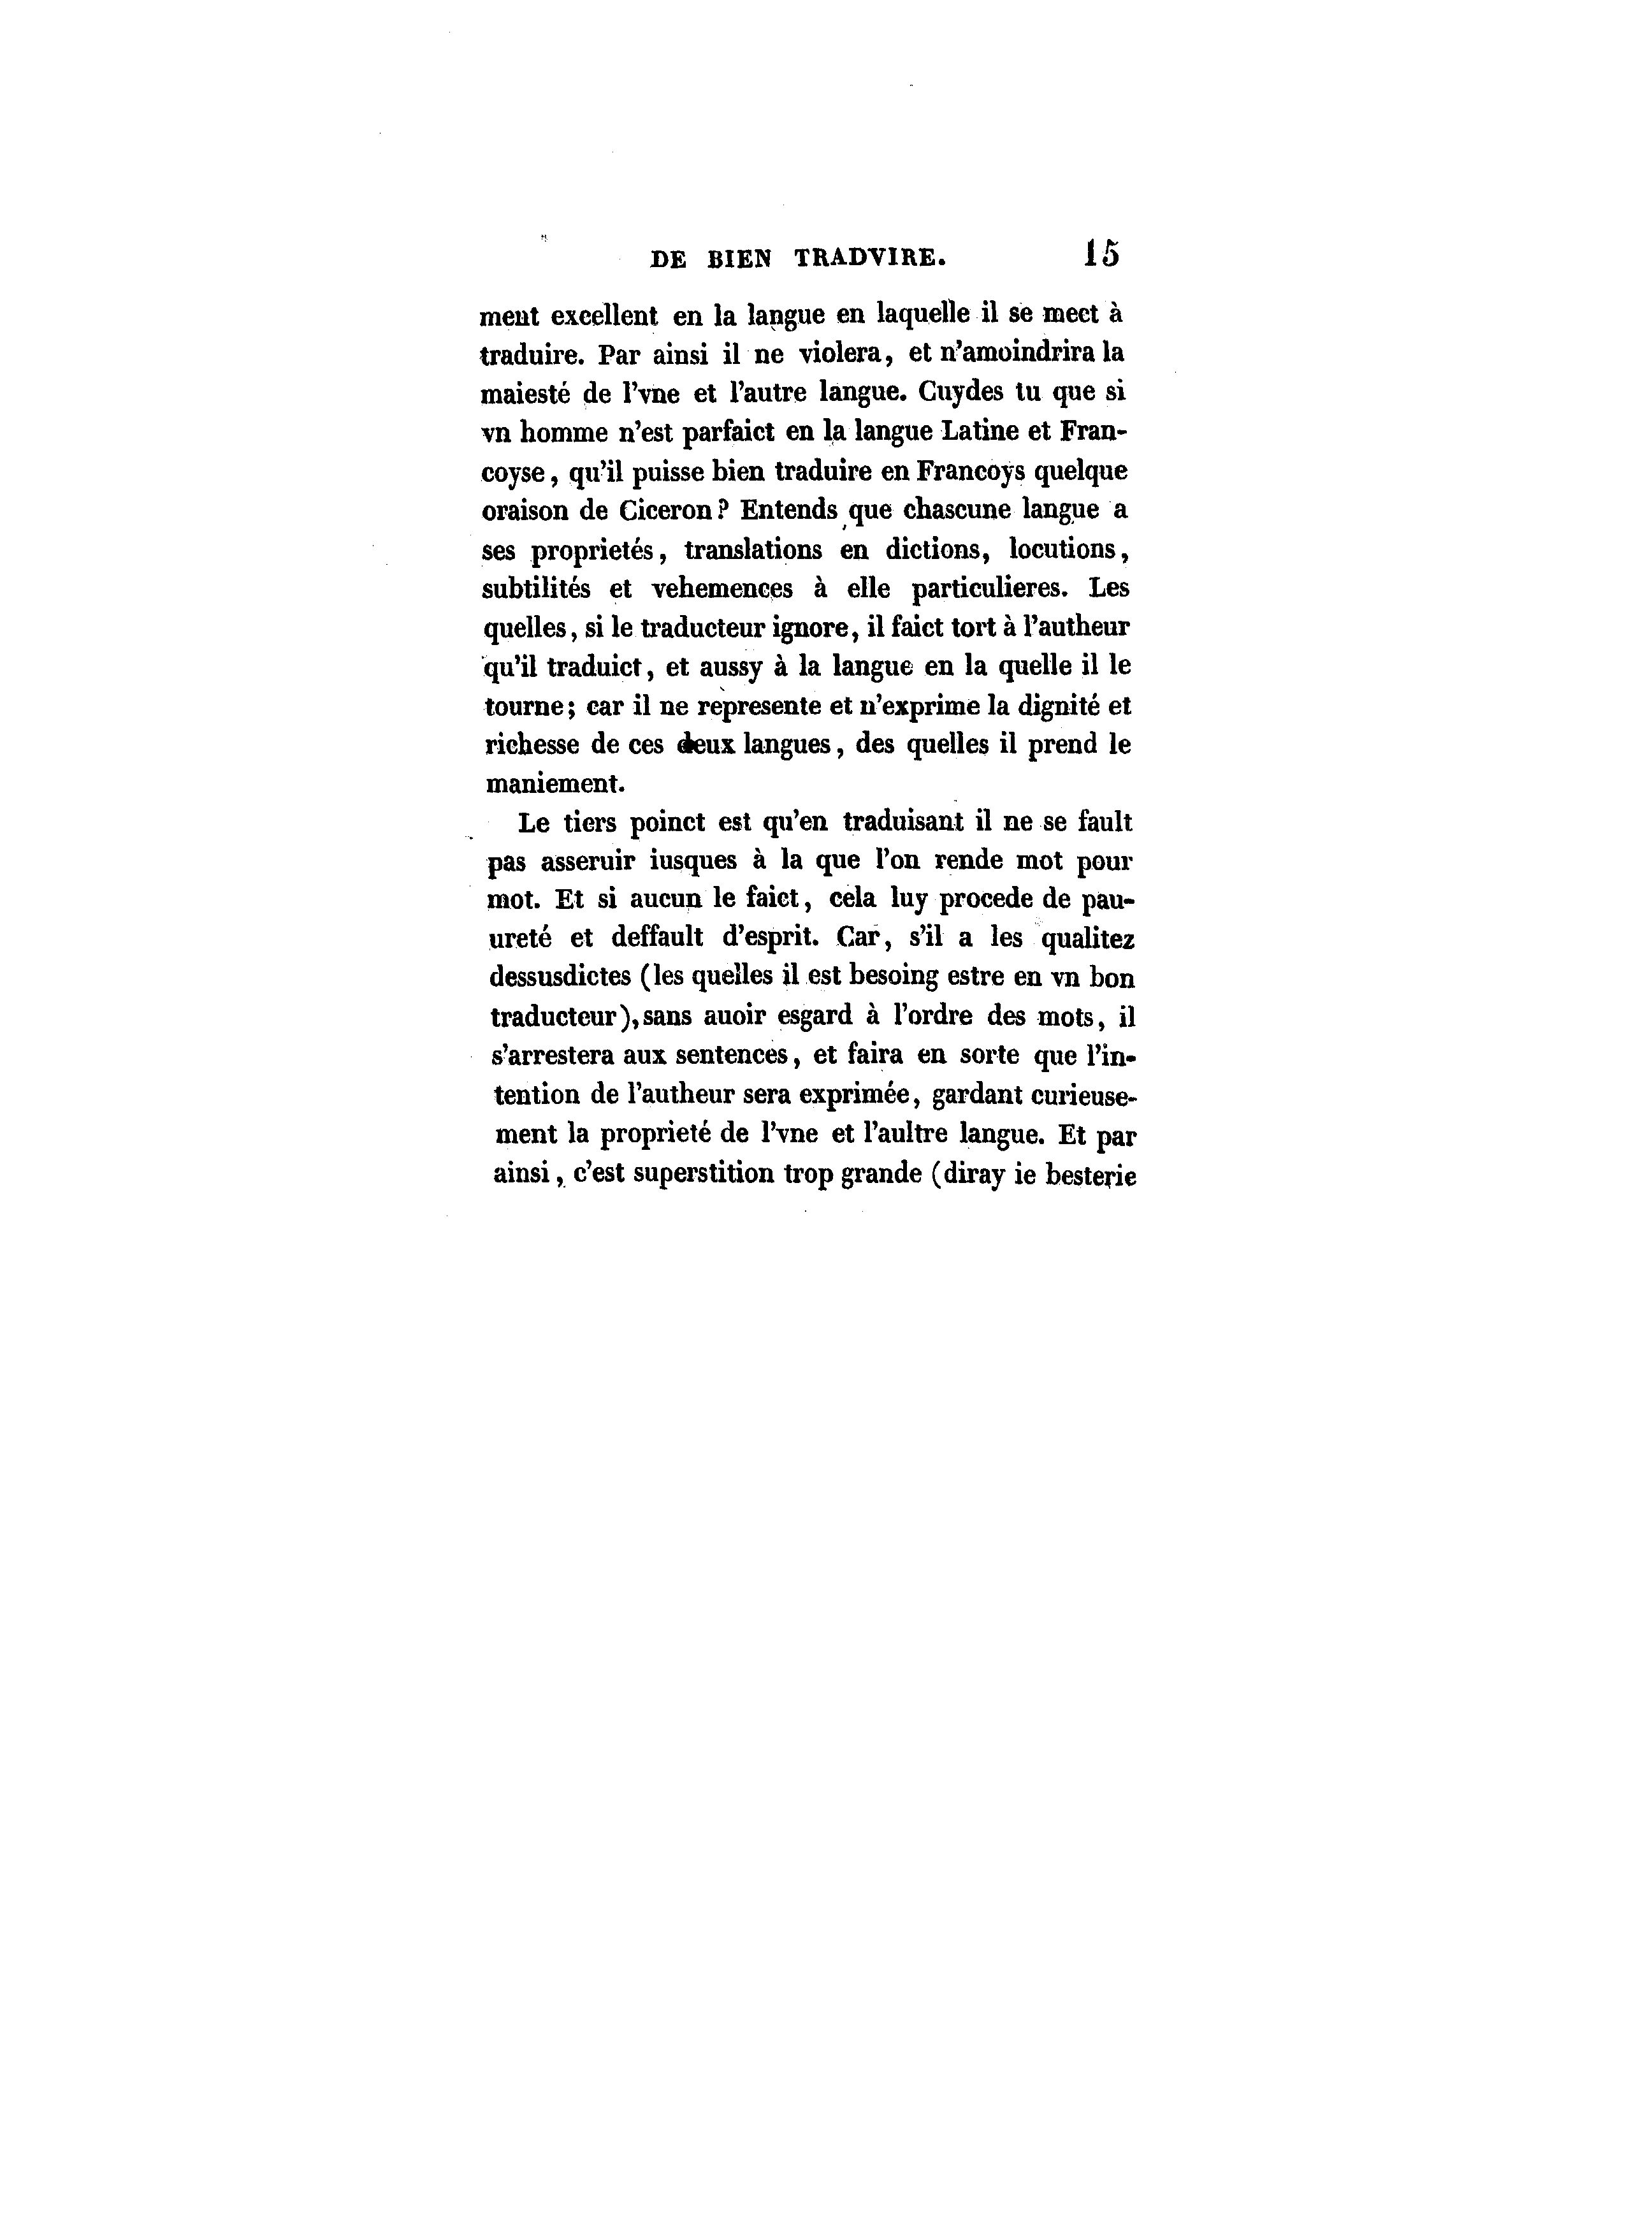 DE BIEN TRADVIRE. 15
ment excellent en la langue en laquelle il se mect à
traduire. Par ainsi il ne violera, et n'amoindrira la
maiesté de l'vne et l'autre langue. Cuydes tu que si
vn homme n'est parfaict en la langue Latine et Fran-
coyse, qu'il puisse bien traduire en Francoys quelque
oraison de Ciceron? Entends que chascune langue a
ses proprietés, translations en dictions, locutions,
subtilités et vehemences à elle particulieres. Les
quelles, si le traducteur ignore, il faict tort à l'autheur
qu'il traduict, et aussy à la langue en la quelle il le
tourne; car il ne represente et n'exprime la dignité et
richesse de ces deux langues, des quelles il prend le
maniement.
Le tiers poinct est qu'en traduisant il ne se fault
pas asseruir iusques à la que l'on rende mot pour
mot. Et si aucun le faict, cela luy procede de pau-
ureté et deffault d'esprit. Car, s'il a les qualitez
dessusdictes (les quelles il est besoing estre en vn bon
traducteur), sans auoir esgard à l'ordre des mots, il
s'arrestera aux sentences, et faira en sorte que l'in-
tention de l'autheur sera exprimée, gardant curieuse-
ment la proprieté de l'vne et l'aultre langue. Et par
ainsi, c'est superstition trop grande (diray ie besterie